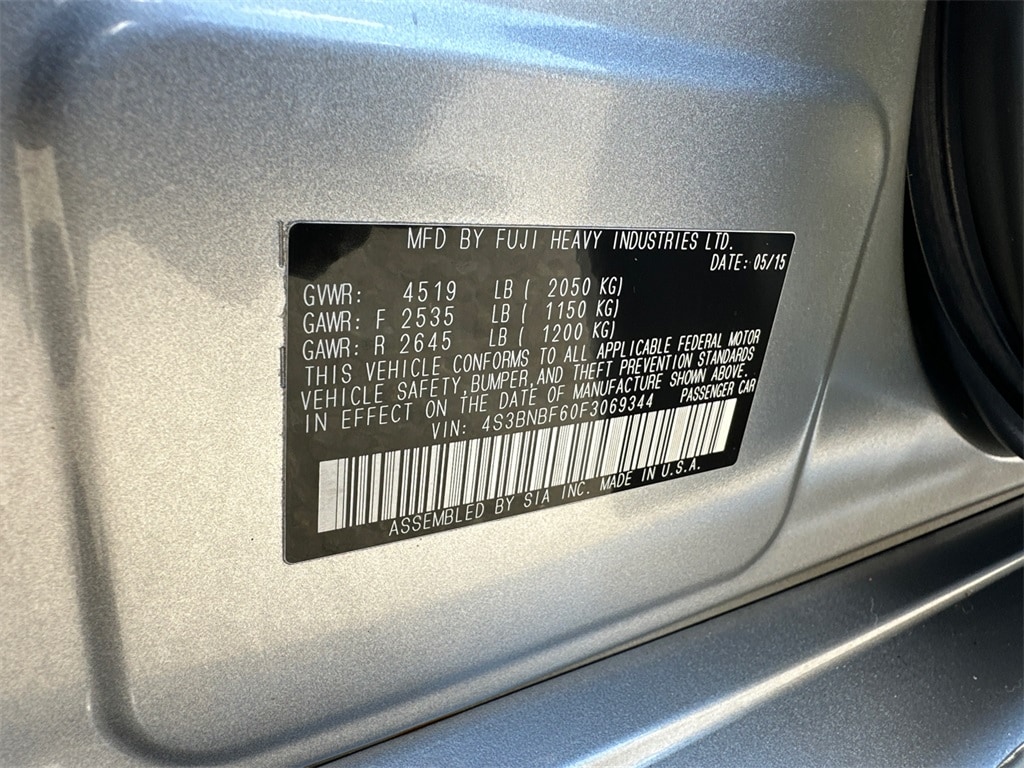 MFD BY FUJI HEAVY INDUSTRIES LTD.
DATE: 05/15
GVWR: 4519 LB ( 2050 KG)
GAWR: F 2535 LB ( 1150 KG)
GAWR: R 2645 LB ( 1200 KG)
THIS VEHICLE CONFORMS TO ALL APPLICABLE FEDERAL MOTOR
VEHICLE SAFETY, BUMPER, AND THEFT PREVENTION STANDARDS
IN EFFECT ON THE DATE OF MANUFACTURE SHOWN ABOVE.
VIN: 4S3BNBF60F3069344 PASSENGER CAR
ASSEMBLED BY SIA INC. MADE IN U.S.A.